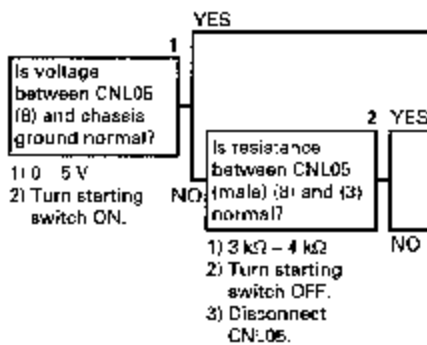 YES
1
Is voltage
between CNL05
(8) and chassis
ground normal?
1) 0 – 5 V
2) Turn starting
switch ON.
NO
2 YES
Is resistance
between CNL05
(male) (8) and (3)
normal?
NO
1) 3 kΩ – 4 kΩ
2) Turn starting
switch OFF.
3) Disconnect
CNL05.